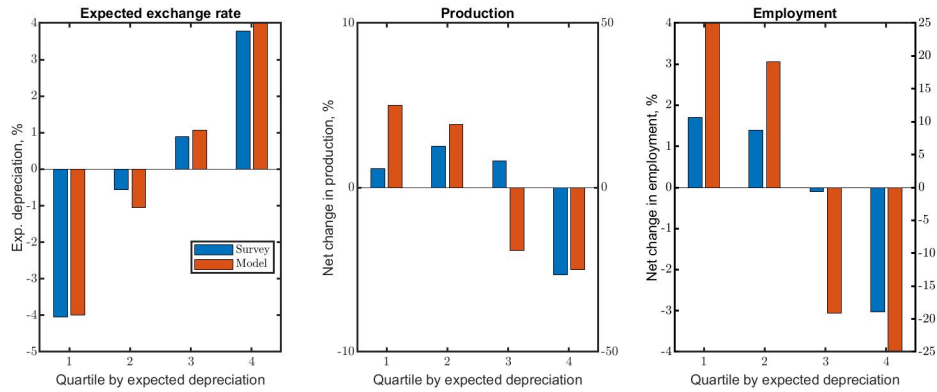 Expected exchange rate
Production
Employment
4
3
2
1
0
-1
-2
-3
-4
-5
Exp. depreciation, %
Survey
Model
1 2 3 4
Quartile by expected depreciation
10
0
-10
Net change in production, %
50
0
-50
1 2 3 4
Quartile by expected depreciation
4
3
2
1
0
-1
-2
-3
-4
Net change in employment, %
25
20
15
10
5
0
-5
-10
-15
-20
-25
1 2 3 4
Quartile by expected depreciation